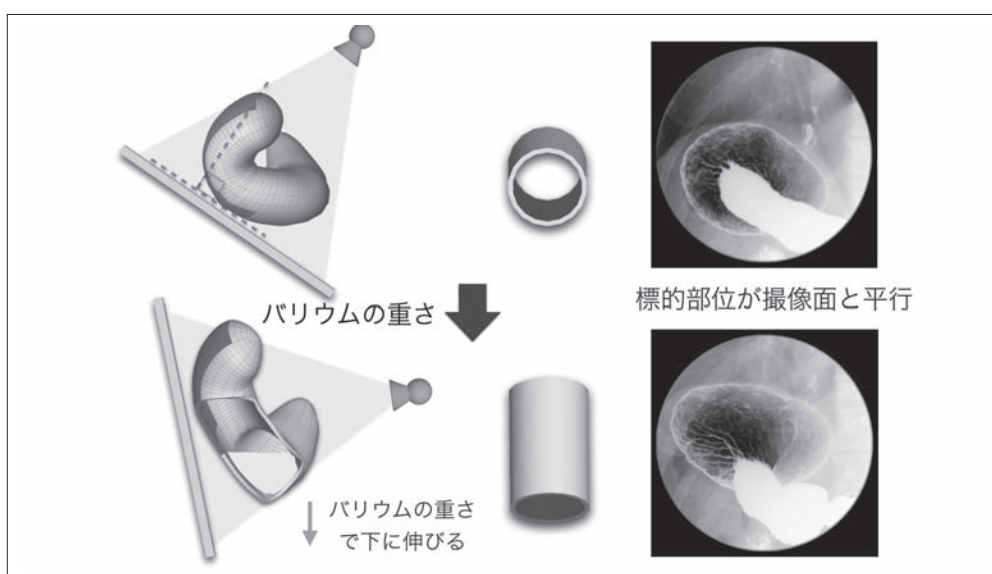 標的部位が撮像面と平行
バリウムの重さ
バリウムの重さ
で下に伸びる